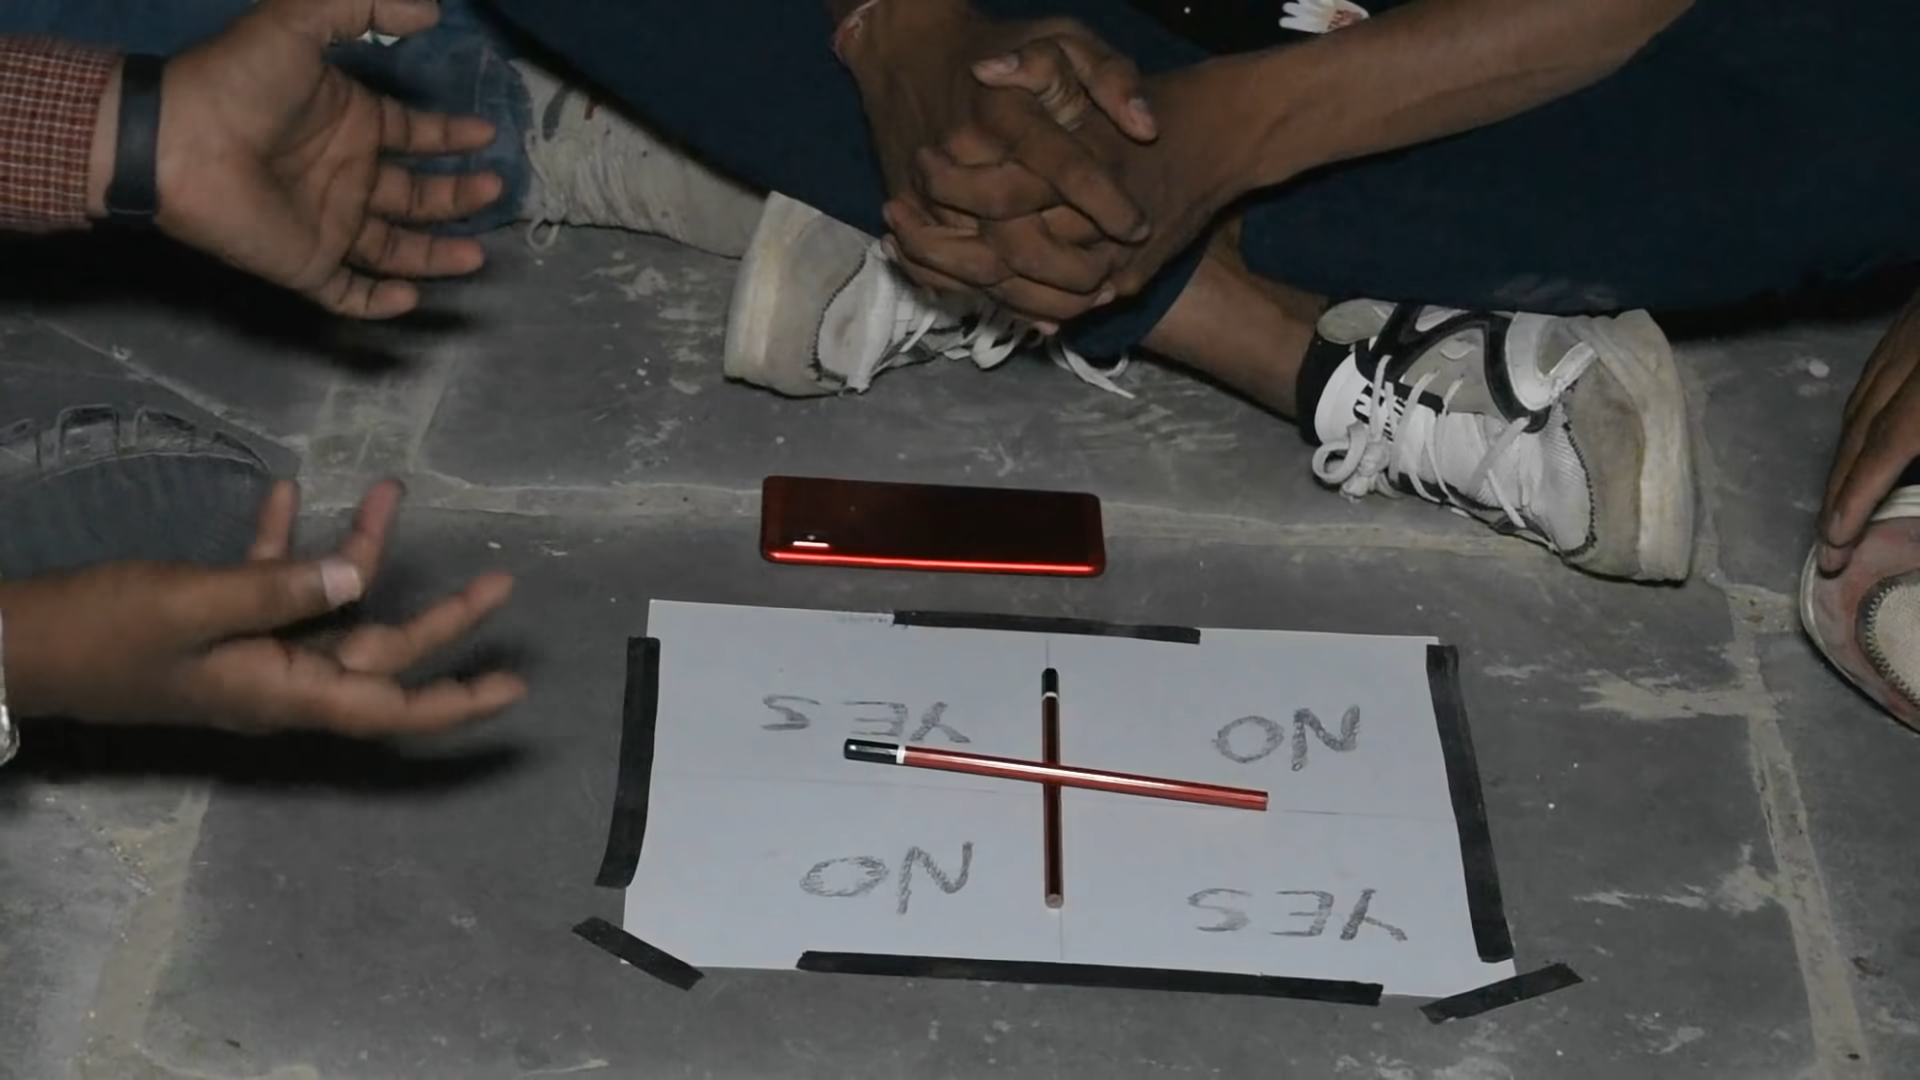 YES NO
NO YES